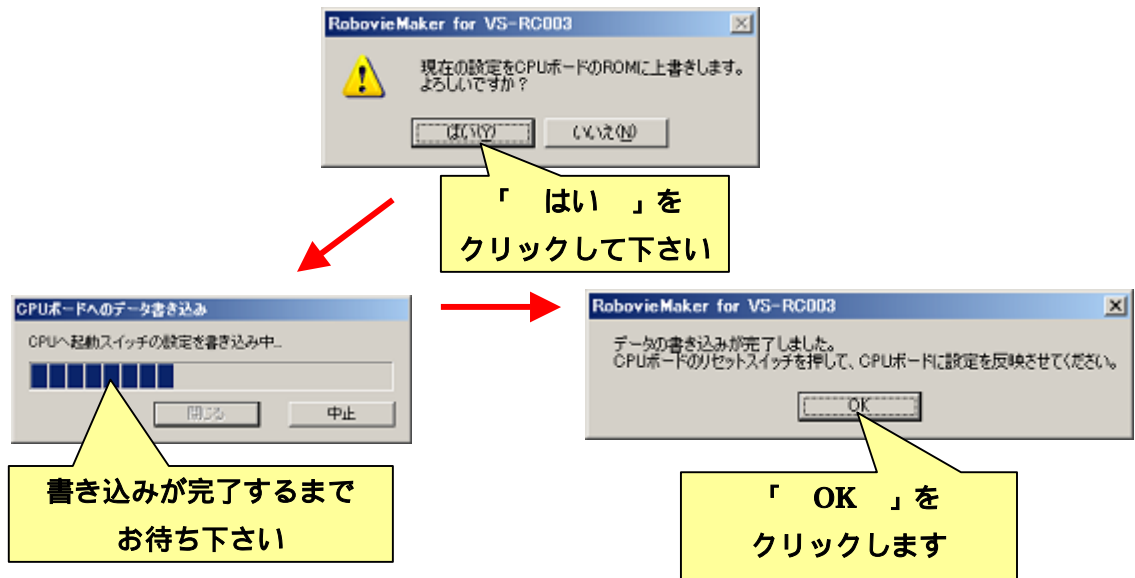 RobovieMaker for VS-RC003
現在の設定をCPUボードのROMに上書きします。
よろしいですか?
はい(Y)
いいえ(N)
「 はい 」を
クリックして下さい
CPUボードへのデータ書き込み
CPUへ起動スイッチの設定を書き込み中...
閉じる
中止
書き込みが完了するまで
お待ち下さい
RobovieMaker for VS-RC003
データの書き込みが完了しました。
CPUボードのリセットスイッチを押して、CPUボードに設定を反映させてください。
OK
「 OK 」を
クリックします